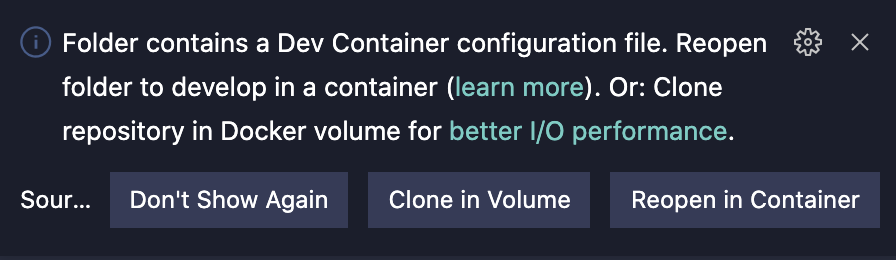 Folder contains a Dev Container configuration file. Reopen
folder to develop in a container (learn more). Or: Clone
repository in Docker volume for better I/O performance.
Sour... Don't Show Again Clone in Volume Reopen in Container